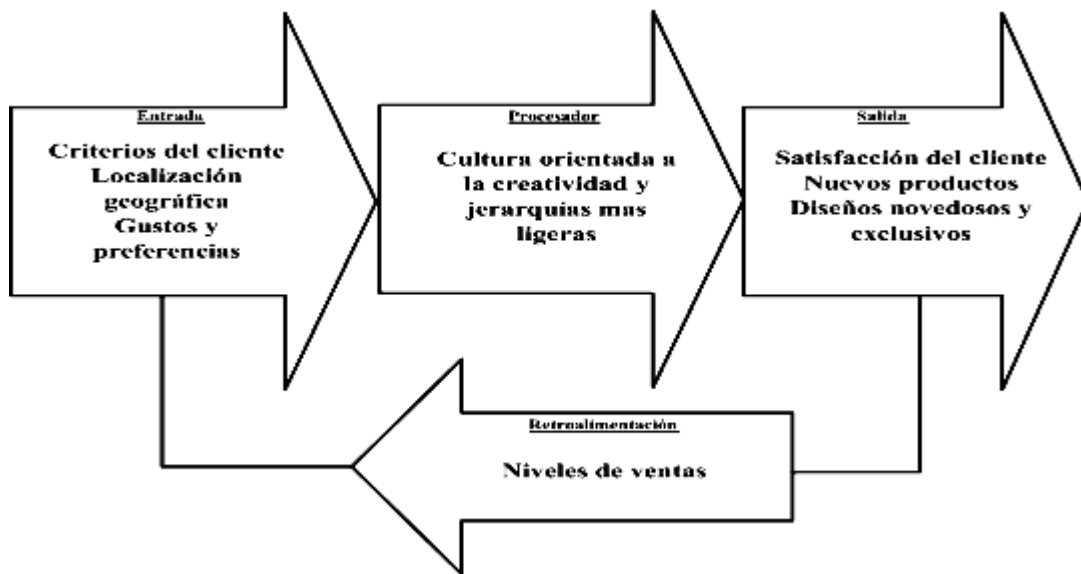 Entrada
Criterios del cliente
Localización
geográfica
Gustos y
preferencias
Procesador
Cultura orientada a
la creatividad y
jerarquías mas
ligeras
Salida
Satisfacción del cliente
Nuevos productos
Diseños novedosos y
exclusivos
Retroalimentación
Niveles de ventas